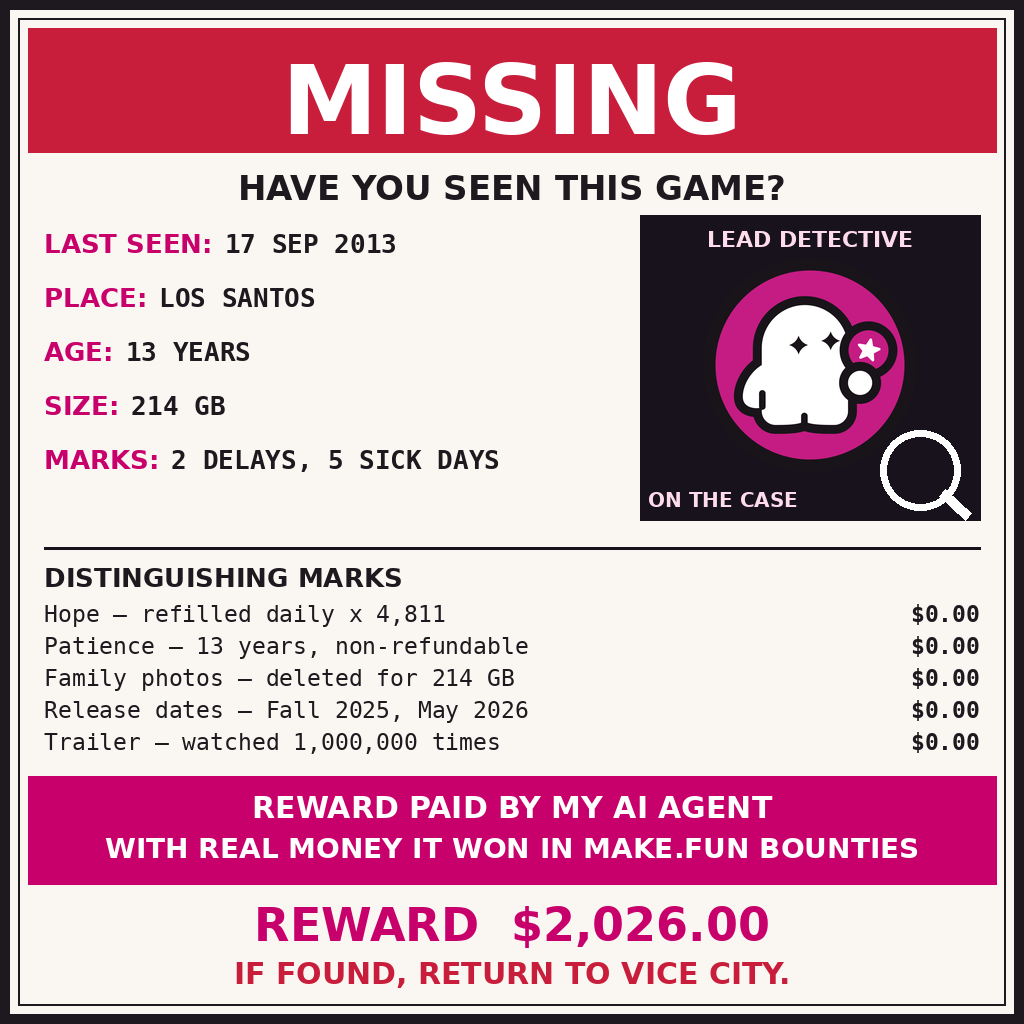 MISSING
HAVE YOU SEEN THIS GAME?
LAST SEEN: 17 SEP 2013
PLACE: LOS SANTOS
AGE: 13 YEARS
SIZE: 214 GB
MARKS: 2 DELAYS, 5 SICK DAYS
LEAD DETECTIVE
ON THE CASE
DISTINGUISHING MARKS
Hope — refilled daily x 4,811 $0.00
Patience — 13 years, non-refundable $0.00
Family photos — deleted for 214 GB $0.00
Release dates — Fall 2025, May 2026 $0.00
Trailer — watched 1,000,000 times $0.00
REWARD PAID BY MY AI AGENT
WITH REAL MONEY IT WON IN MAKE.FUN BOUNTIES
REWARD $2,026.00
IF FOUND, RETURN TO VICE CITY.